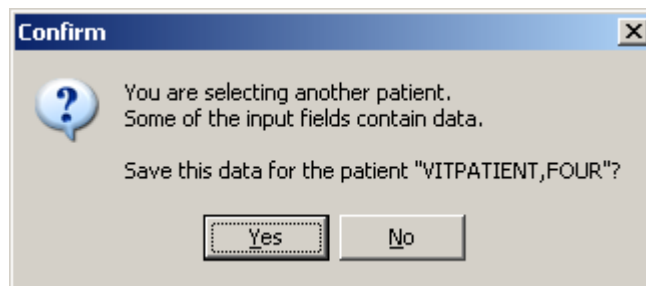 Confirm
You are selecting another patient.
Some of the input fields contain data.
Save this data for the patient "VITPATIENT,FOUR"?
Yes No